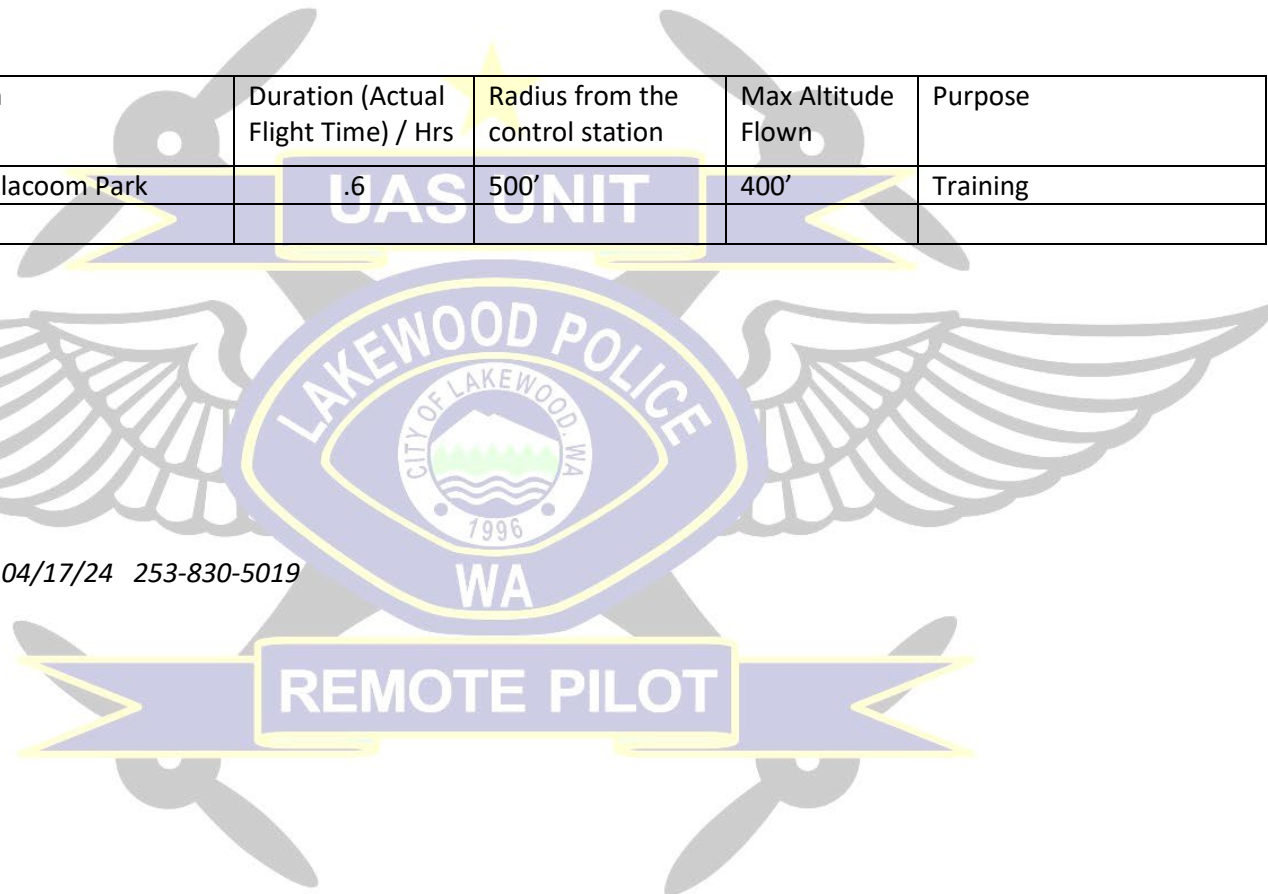 Duration (Actual Radius from the Max Altitude Purpose
Flight Time) / Hrs control station Flown
lacoom Park .6 500’ 400’ Training
UAS UNIT
LAKEWOOD POLICE
CITY OF LAKEWOOD, WA
1996
04/17/24 253-830-5019
WA
REMOTE PILOT